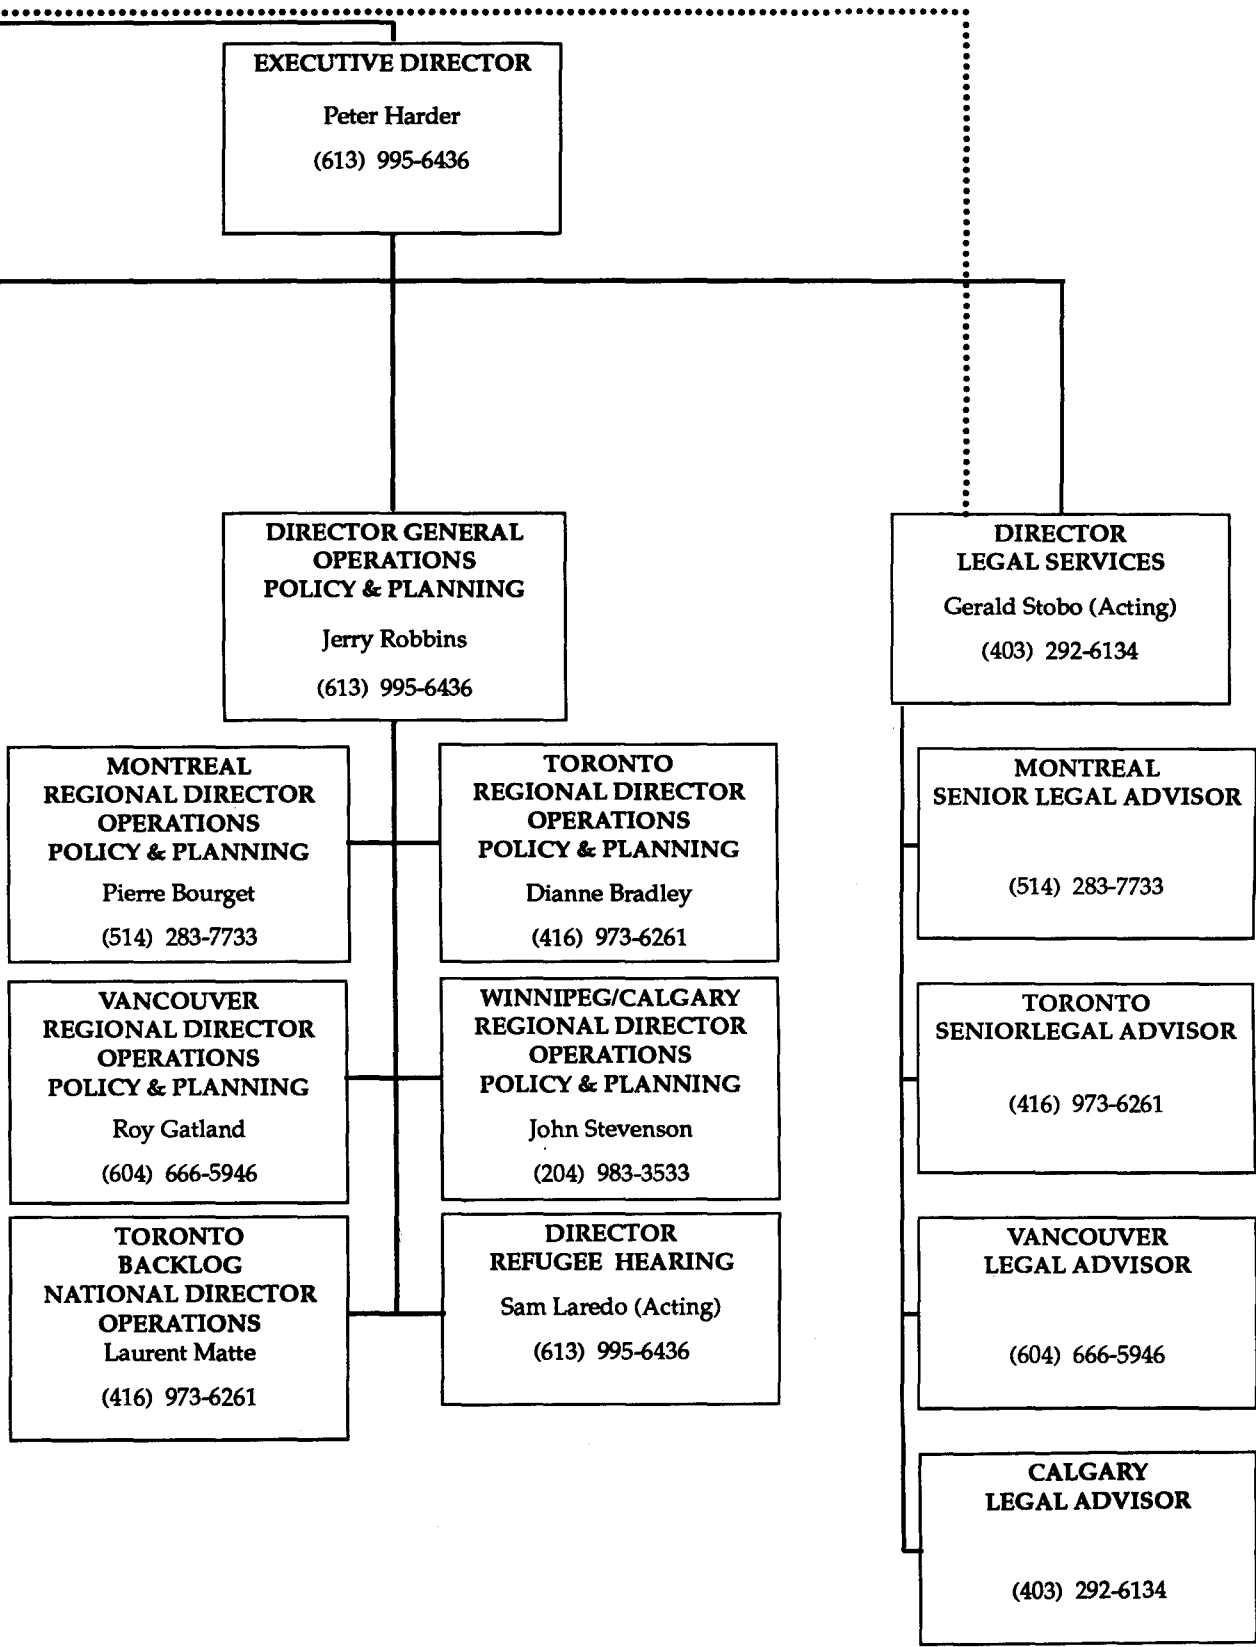 EXECUTIVE DIRECTOR
Peter Harder
(613) 995-6436
DIRECTOR GENERAL
OPERATIONS
POLICY & PLANNING
Jerry Robbins
(613) 995-6436
DIRECTOR
LEGAL SERVICES
Gerald Stobo (Acting)
(403) 292-6134
MONTREAL
REGIONAL DIRECTOR
OPERATIONS
POLICY & PLANNING
Pierre Bourget
(514) 283-7733
TORONTO
REGIONAL DIRECTOR
OPERATIONS
POLICY & PLANNING
Dianne Bradley
(416) 973-6261
MONTREAL
SENIOR LEGAL ADVISOR
(514) 283-7733
VANCOUVER
REGIONAL DIRECTOR
OPERATIONS
POLICY & PLANNING
Roy Gatland
(604) 666-5946
WINNIPEG/CALGARY
REGIONAL DIRECTOR
OPERATIONS
POLICY & PLANNING
John Stevenson
(204) 983-3533
TORONTO
SENIORLEGAL ADVISOR
(416) 973-6261
TORONTO
BACKLOG
NATIONAL DIRECTOR
OPERATIONS
Laurent Matte
(416) 973-6261
DIRECTOR
REFUGEE HEARING
Sam Laredo (Acting)
(613) 995-6436
VANCOUVER
LEGAL ADVISOR
(604) 666-5946
CALGARY
LEGAL ADVISOR
(403) 292-6134